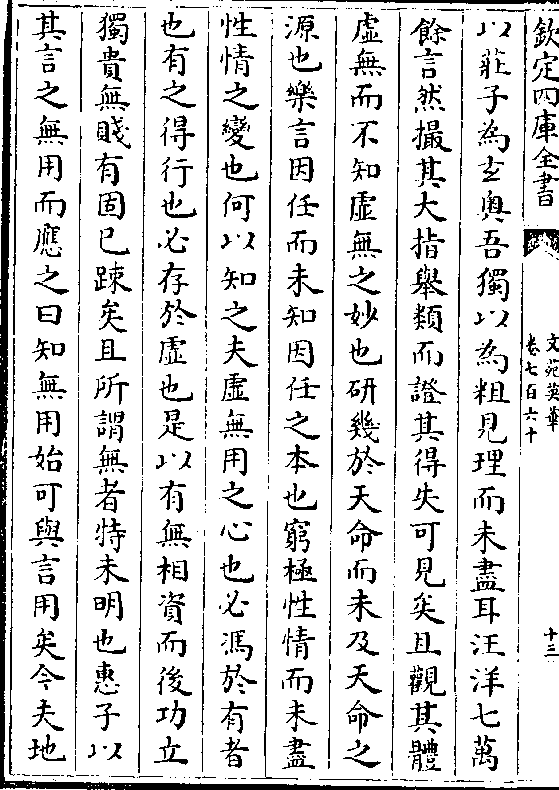 欽定四庫全書
文苑英華
卷七百六十
十三
以莊子為玄奥吾獨以為粗見理而未盡耳汪洋七萬
餘言然撮其大指舉類而證其得失可見矣且觀其體
虛無而不知虛無之妙也研幾於天命而未及天命之
源也樂言因任而未知因任之本也窮極性情而未盡
性情之變也何以知之夫虛無用之心也必馮於有者
也有之得行也必存於虛也是以有無相資而後功立
獨貴無賤有固已踈矣且所謂無者特未明也惠子以
其言之無用而應之曰知無用始可與言用矣今夫地